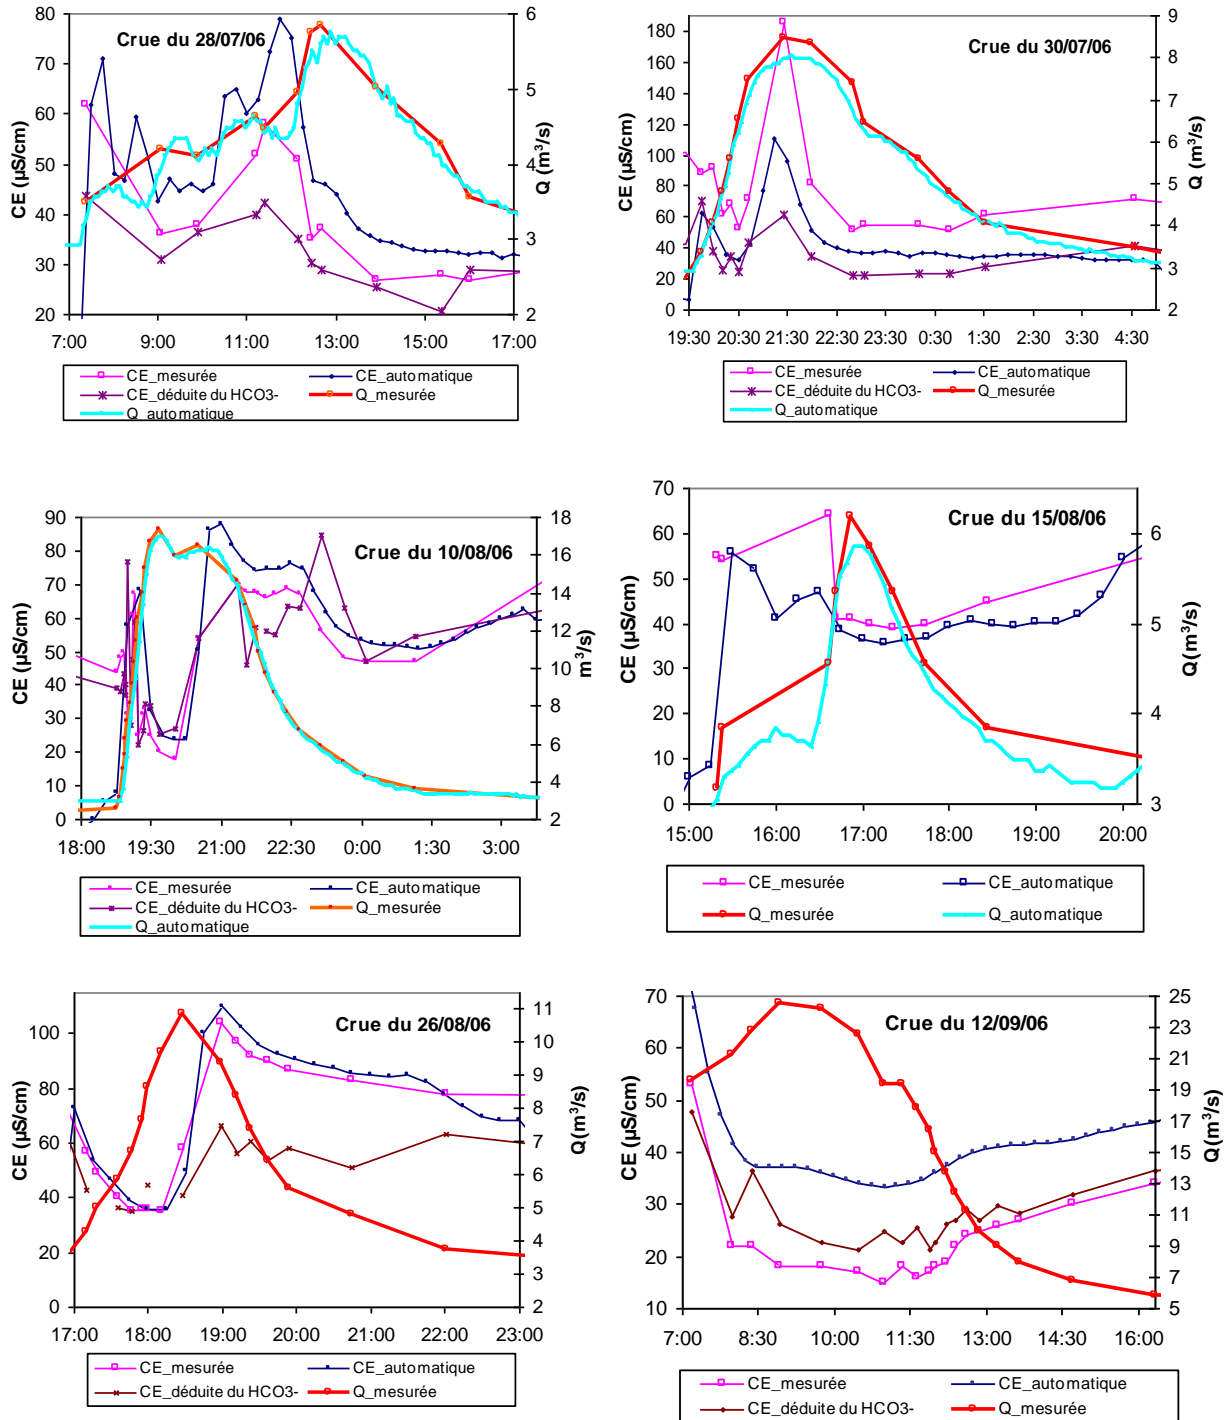 Crue du 28/07/06
CE (µS/cm)
80
70
60
50
40
30
20
Q (m³/s)
6
5
4
3
2
7:00 9:00 11:00 13:00 15:00 17:00
CE_mesurée CE_automatique
CE_déduite du HCO3- Q_mesurée
Q_automatique
Crue du 30/07/06
CE (µS/cm)
180
160
140
120
100
80
60
40
20
0
Q (m³/s)
9
8
7
6
5
4
3
2
19:30 20:30 21:30 22:30 23:30 0:30 1:30 2:30 3:30 4:30
CE_mesurée CE_automatique
CE_déduite du HCO3- Q_mesurée
Q_automatique
Crue du 10/08/06
CE (µS/cm)
90
80
70
60
50
40
30
20
10
0
m³/s)
18
16
14
12
10
8
6
4
2
18:00 19:30 21:00 22:30 0:00 1:30 3:00
CE_mesurée CE_automatique
CE_déduite du HCO3- Q_mesurée
Q_automatique
Crue du 15/08/06
CE (µS/cm)
70
60
50
40
30
20
10
0
Q(m³/s)
6
5
4
3
15:00 16:00 17:00 18:00 19:00 20:00
CE_mesurée CE_automatique
Q_mesurée Q_automatique
Crue du 26/08/06
CE (µS/cm)
100
80
60
40
20
0
Q(m³/s)
11
10
9
8
7
6
5
4
3
2
17:00 18:00 19:00 20:00 21:00 22:00 23:00
CE_mesurée CE_automatique
CE_déduite du HCO3- Q_mesurée
Crue du 12/09/06
CE (µS/cm)
70
60
50
40
30
20
10
Q(m³/s)
25
23
21
19
17
15
13
11
9
7
5
7:00 8:30 10:00 11:30 13:00 14:30 16:00
CE_mesurée CE_automatique
CE_déduite du HCO3- Q_mesurée